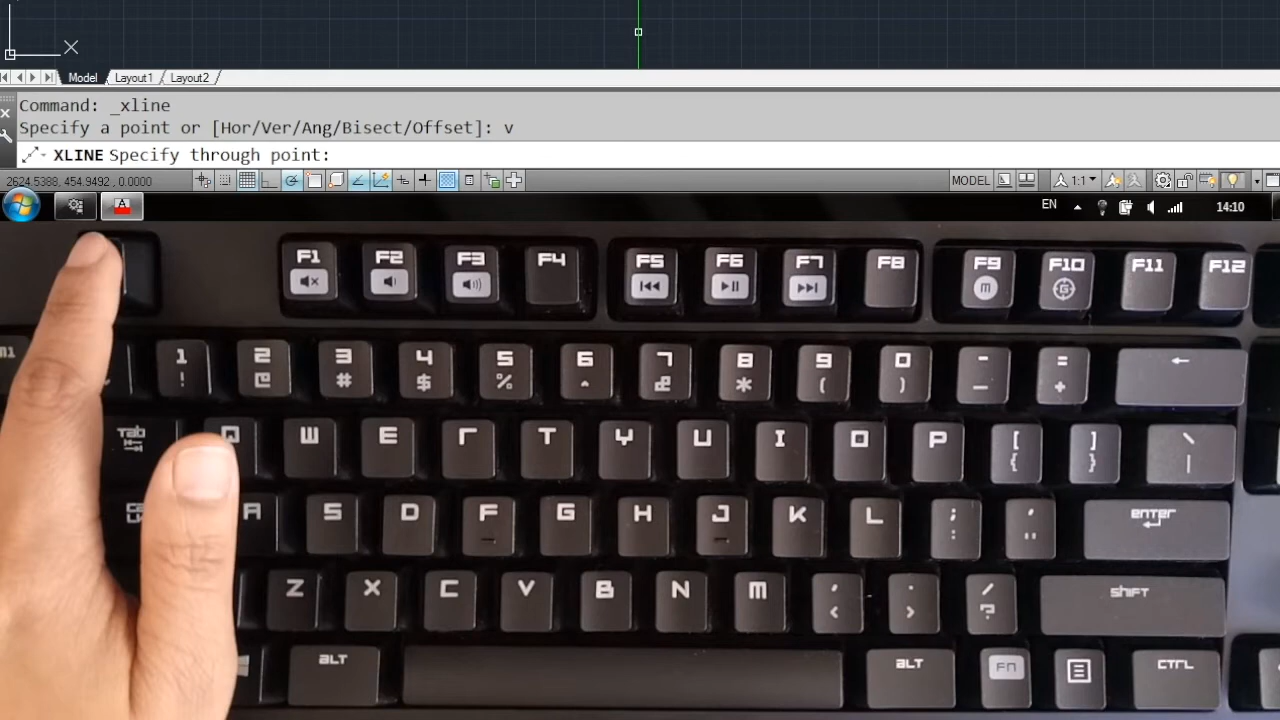 X
Model Layout1 Layout2
Command: _xline
Specify a point or [Hor/Ver/Ang/Bisect/Offset]: v
XLINE Specify through point:
2624.5388, 454.9492, 0.0000 MODEL 1:1
EN 14:10
F1 F2 F3 F4 F5 F6 F7 F8 F9 F10 F11 F12
M G
M1 1 2 3 4 5 6 7 8 9 0 - = ←
! @ # $ % ^ & * ( ) _ +
Tab Q W E R T Y U I O P [ ] \
{ } |
A S D F G H J K L ; ' enter
: "
Z X C V B N M , . / shift
< > ?
ALT ALT FN CTRL